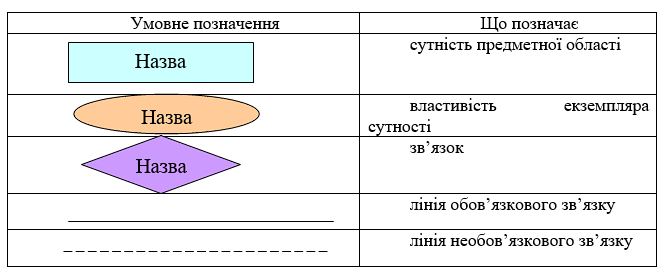 Умовне позначення Що позначає
Назва сутність предметної області
Назва властивість екземпляра
сутності
Назва зв’язок
лінія обов’язкового зв’язку
лінія необов’язкового зв’язку